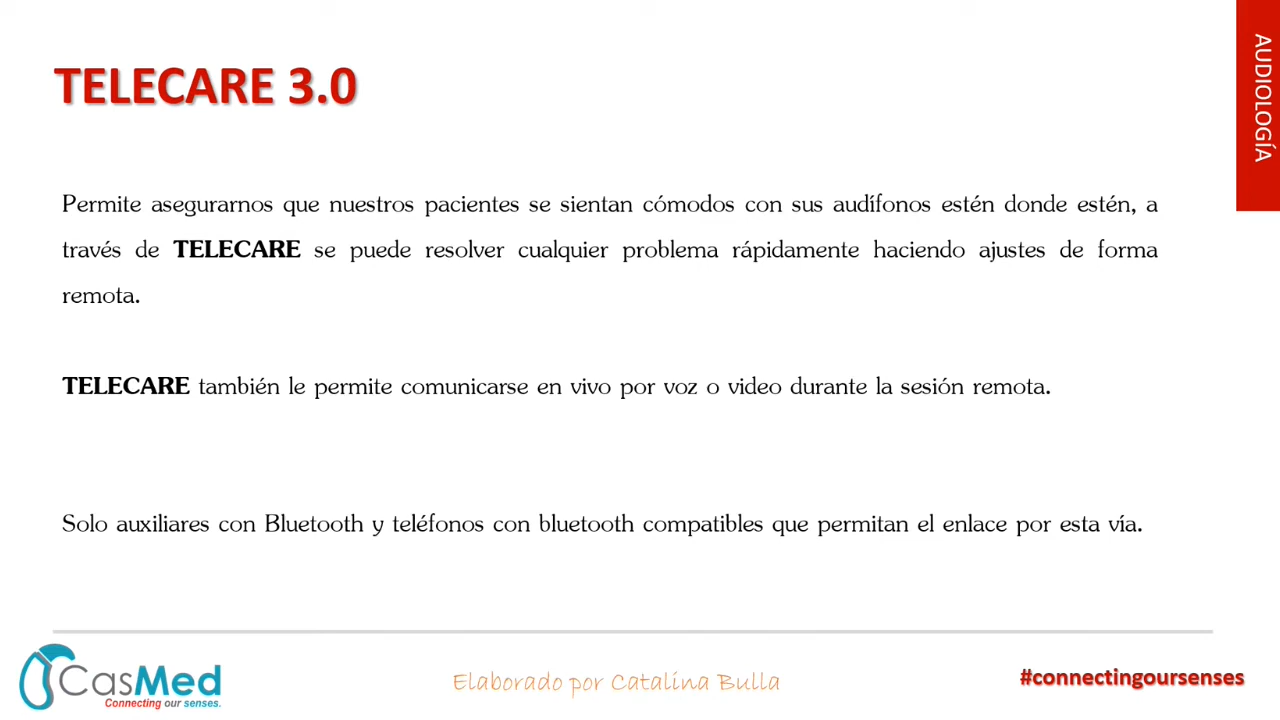 TELECARE 3.0
AUDIOLOGÍA
Permite asegurarnos que nuestros pacientes se sientan cómodos con sus audífonos estén donde estén, a
través de TELECARE se puede resolver cualquier problema rápidamente haciendo ajustes de forma
remota.
TELECARE también le permite comunicarse en vivo por voz o video durante la sesión remota.
Solo auxiliares con Bluetooth y teléfonos con bluetooth compatibles que permitan el enlace por esta vía.
CasMed
Connecting our senses.
Elaborado por Catalina Bulla
#connectingoursenses